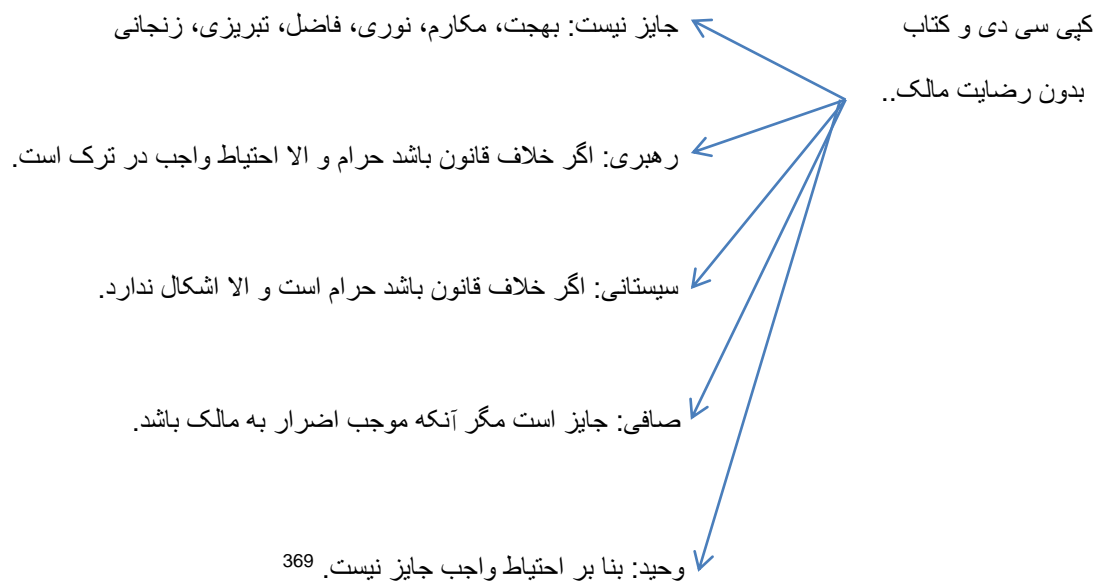 کپی سی دی و کتاب
بدون رضایت مالک..
جایز نیست: بهجت، مکارم، نوری، فاضل، تبریزی، زنجانی
رهبری: اگر خلاف قانون باشد حرام و الا احتیاط واجب در ترک است.
سیستانی: اگر خلاف قانون باشد حرام است و الا اشکال ندارد.
صافی: جایز است مگر آنکه موجب اضرار به مالک باشد.
وحید: بنا بر احتیاط واجب جایز نیست. 369